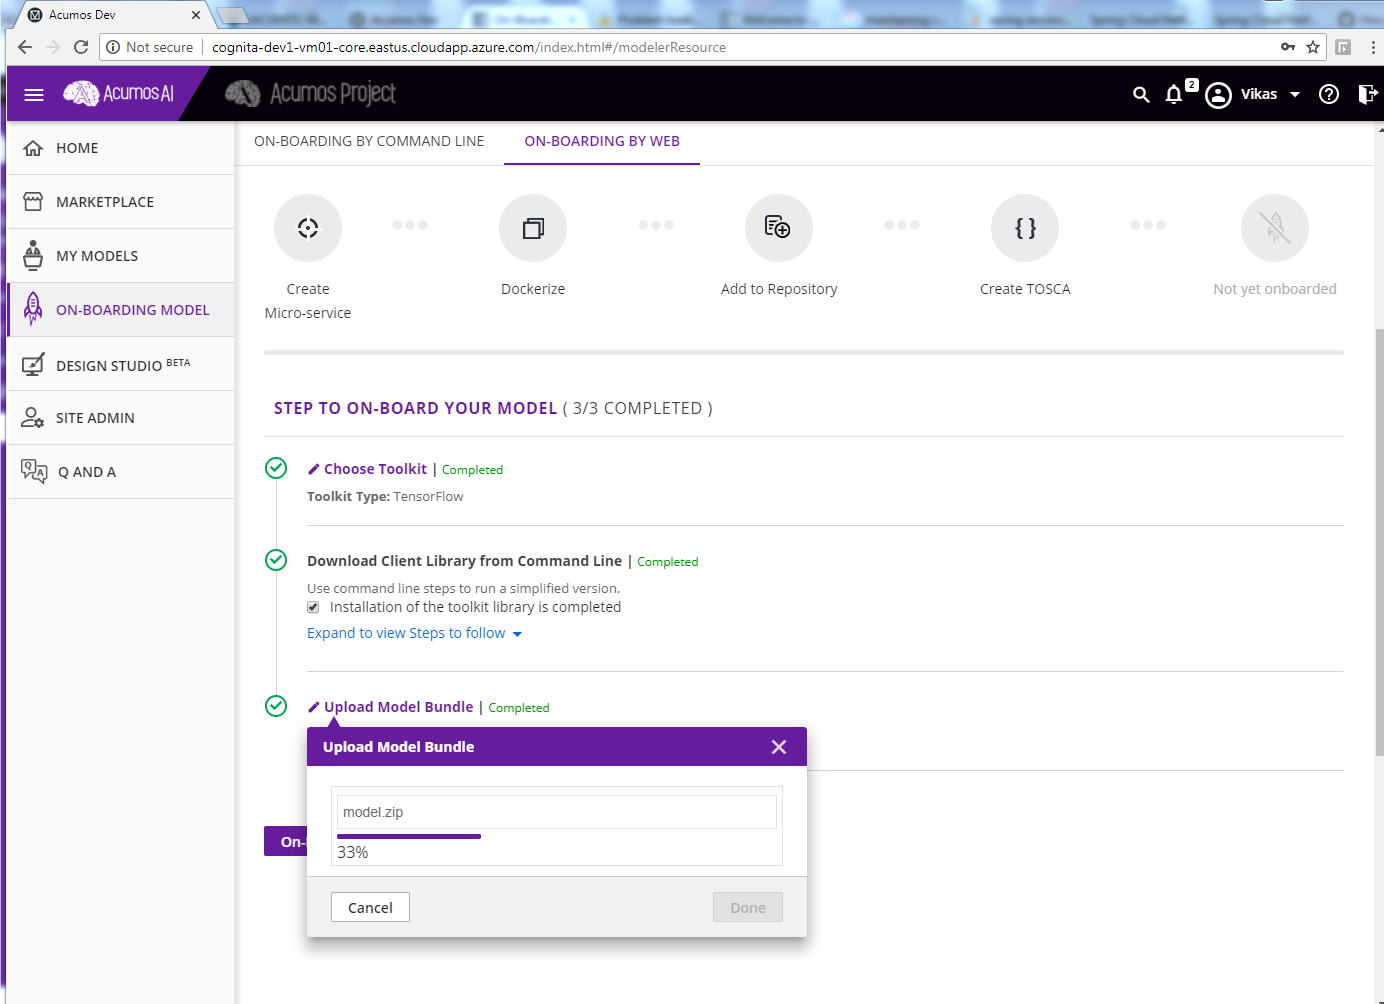 Acumos Dev
Not secure
cognita-dev1-vm01-core.eastus.cloudapp.azure.com/index.html#/modelerResource
Acumos AI
Acumos Project
2
Vikas
HOME
MARKETPLACE
MY MODELS
ON-BOARDING MODEL
DESIGN STUDIO BETA
SITE ADMIN
Q AND A
ON-BOARDING BY COMMAND LINE
ON-BOARDING BY WEB
Create
Micro-service
Dockerize
Add to Repository
Create TOSCA
Not yet onboarded
STEP TO ON-BOARD YOUR MODEL ( 3/3 COMPLETED )
Choose Toolkit | Completed
Toolkit Type: TensorFlow
Download Client Library from Command Line | Completed
Use command line steps to run a simplified version.
Installation of the toolkit library is completed
Expand to view Steps to follow
Upload Model Bundle | Completed
Upload Model Bundle
model.zip
33%
On-
Cancel
Done